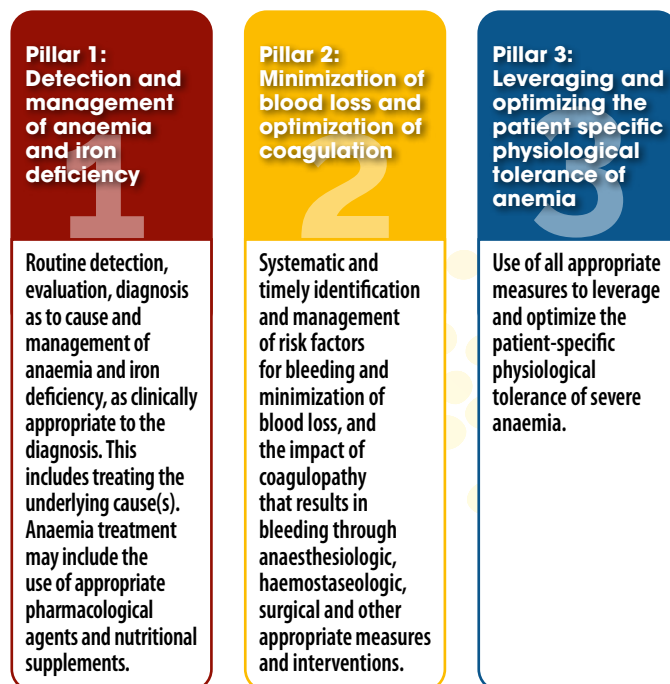 Pillar 1:
Detection and
management
of anaemia
and iron
deficiency
1
Routine detection,
evaluation, diagnosis
as to cause and
management of
anaemia and iron
deficiency, as clinically
appropriate to the
diagnosis. This
includes treating the
underlying cause(s).
Anaemia treatment
may include the
use of appropriate
pharmacological
agents and nutritional
supplements.
Pillar 2:
Minimization of
blood loss and
optimization of
coagulation
2
Systematic and
timely identification
and management
of risk factors
for bleeding and
minimization of
blood loss, and
the impact of
coagulopathy
that results in
bleeding through
anaesthesiologic,
haemostaseologic,
surgical and other
appropriate measures
and interventions.
Pillar 3:
Leveraging and
optimizing the
patient specific
physiological
tolerance of
anemia
3
Use of all appropriate
measures to leverage
and optimize the
patient-specific
physiological
tolerance of severe
anaemia.